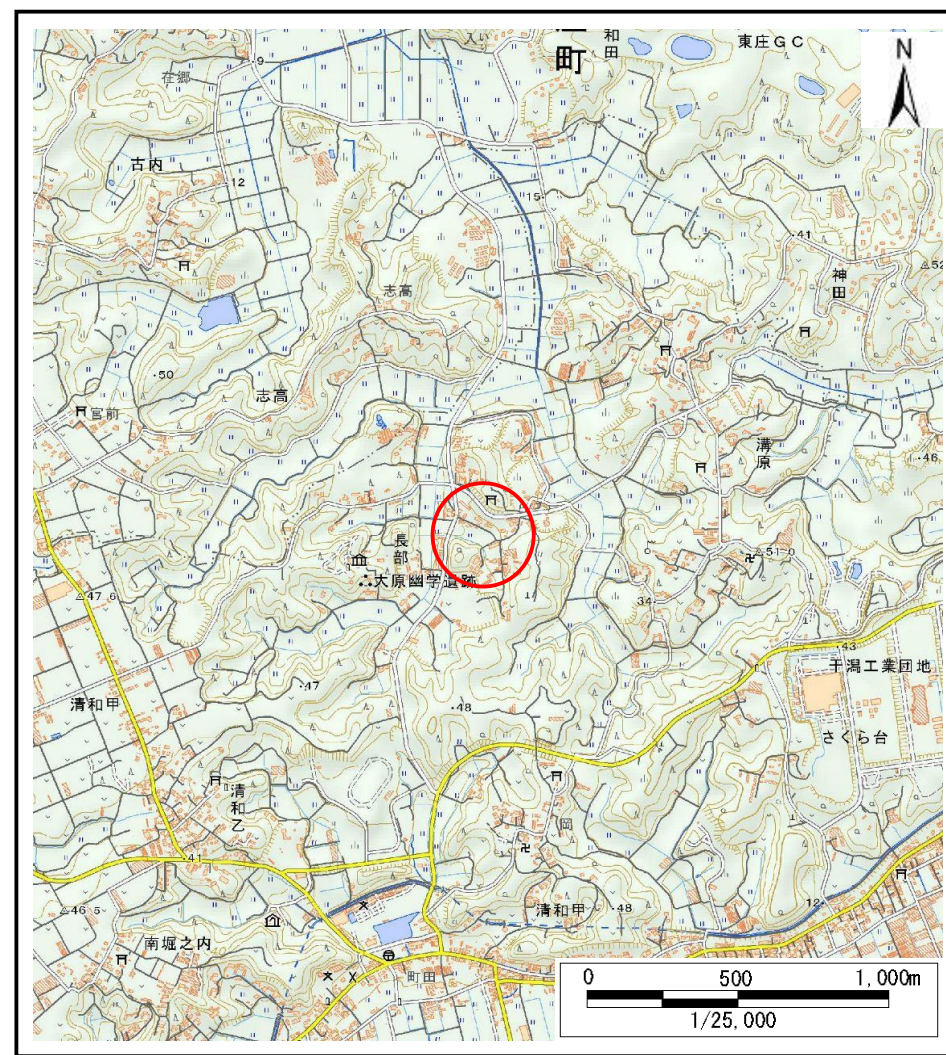 入い
和田
町
東庄GC
N
在郷
9
古内
12
15
41
神田
52
志高
50
志高
宮前
溝原
46
長部
大原幽学遺跡
51.0
47.6
34
43
干潟工業団地
さくら台
清和甲
47
48
清和乙
岡
41
清和甲
48
12
46.5
南堀之内
町田
0 500 1,000m
1/25,000